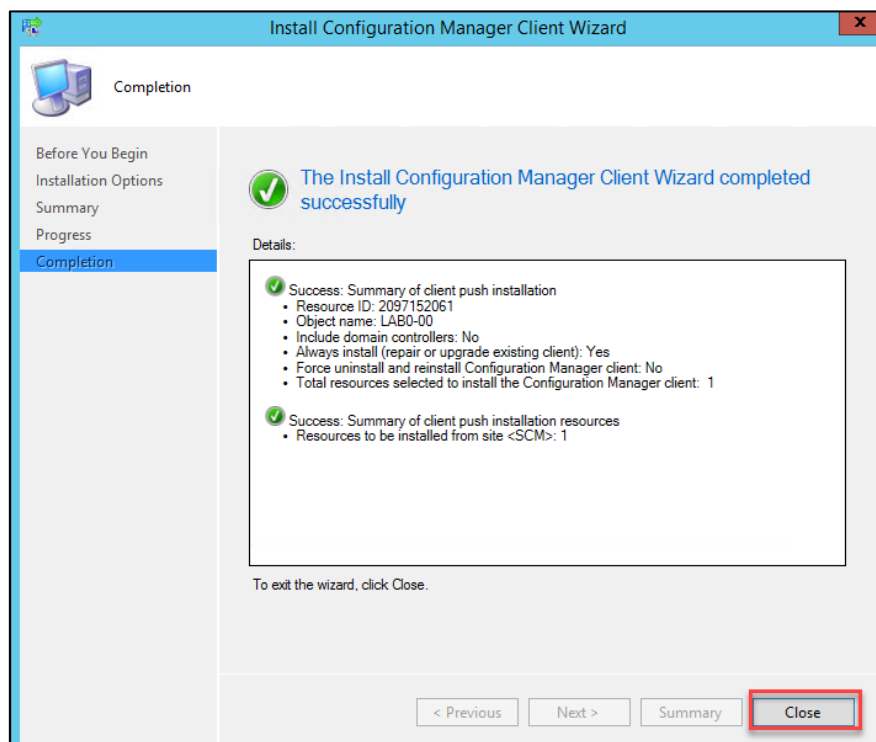 Install Configuration Manager Client Wizard
x
Completion
Before You Begin
Installation Options
Summary
Progress
Completion
The Install Configuration Manager Client Wizard completed
successfully
Details:
Success: Summary of client push installation
• Resource ID: 2097152061
• Object name: LAB0-00
• Include domain controllers: No
• Always install (repair or upgrade existing client): Yes
• Force uninstall and reinstall Configuration Manager client: No
• Total resources selected to install the Configuration Manager client: 1
Success: Summary of client push installation resources
• Resources to be installed from site <SCM>: 1
To exit the wizard, click Close.
< Previous
Next >
Summary
Close